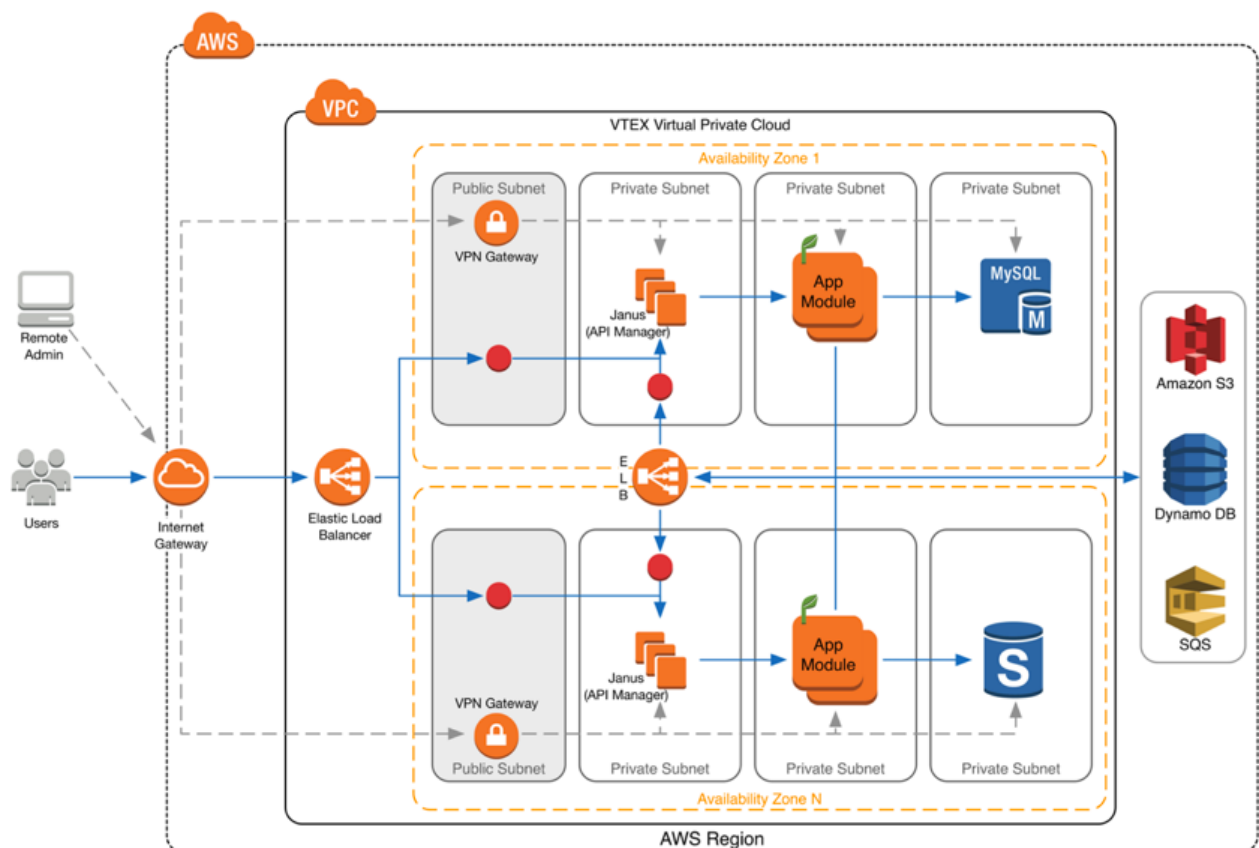 AWS
VPC
VTEX Virtual Private Cloud
Availability Zone 1
Public Subnet
Private Subnet
Private Subnet
Private Subnet
VPN Gateway
MySQL
M
App
Module
Janus
(API Manager)
Remote
Admin
Amazon S3
E
L
B
Users
Internet
Gateway
Elastic Load
Balancer
Dynamo DB
App
Module
SQS
Janus
(API Manager)
S
VPN Gateway
Public Subnet
Private Subnet
Private Subnet
Private Subnet
Availability Zone N
AWS Region